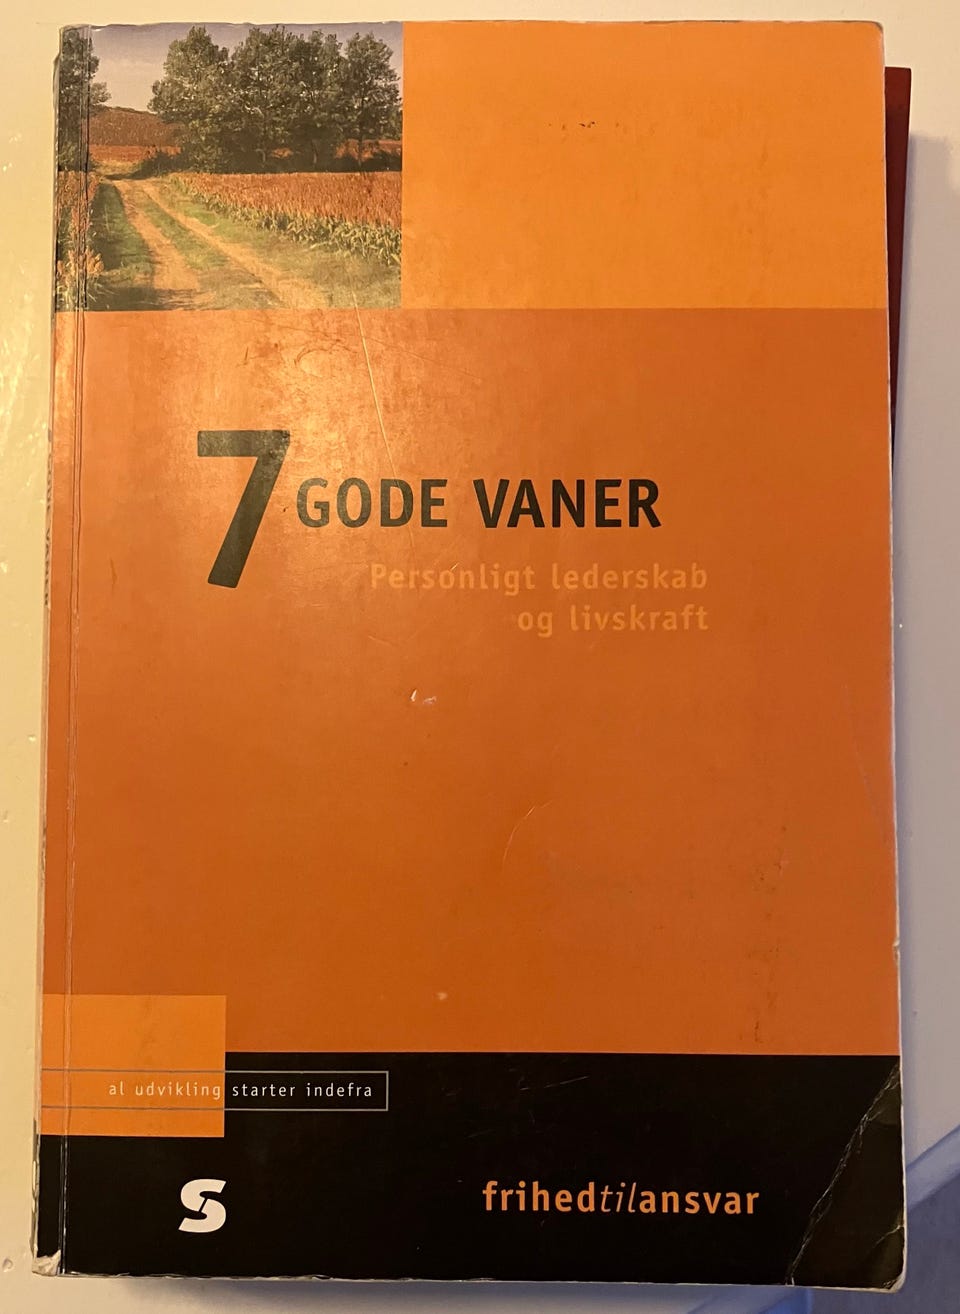 7 GODE VANER
Personligt lederskab
og livskraft
al udvikling starter indefra
S
frihedtilansvar